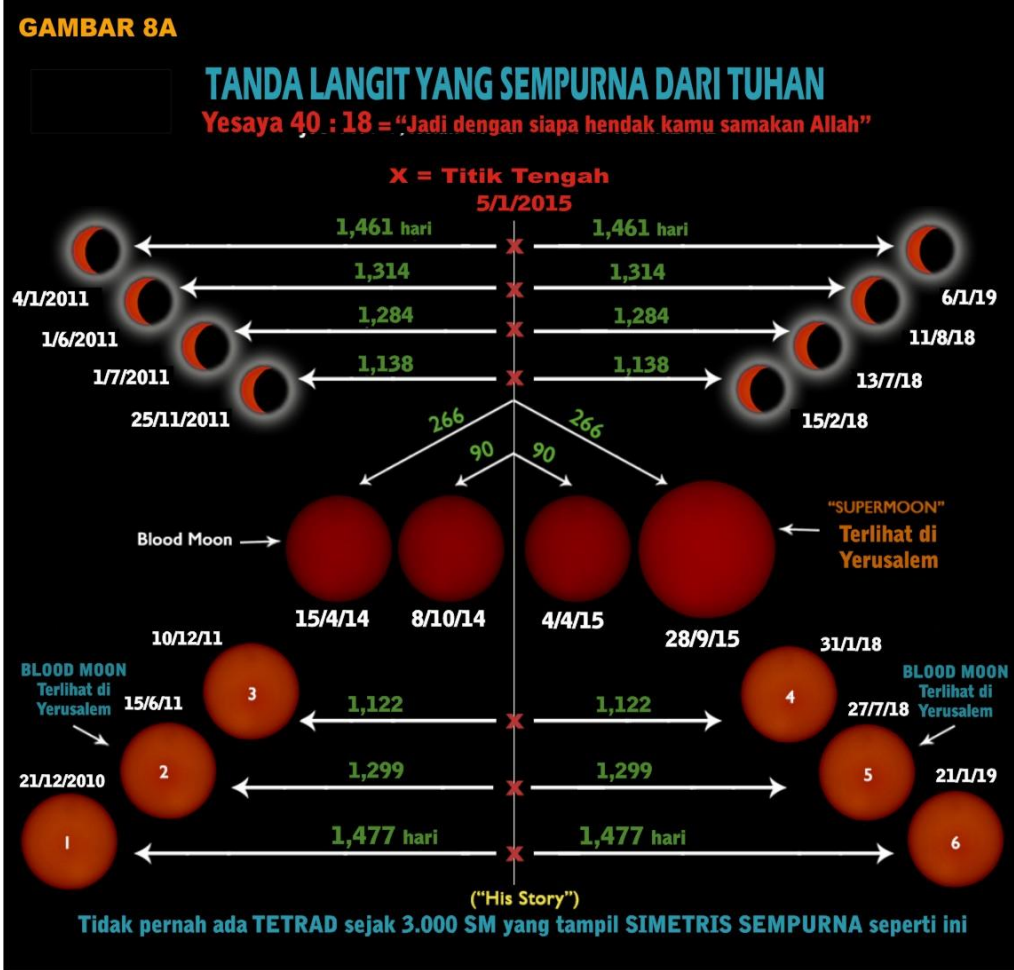 GAMBAR 8A
TANDA LANGIT YANG SEMPURNA DARI TUHAN
Yesaya 40 : 18 = “Jadi dengan siapa hendak kamu samakan Allah”
X = Titik Tengah
5/1/2015
1,461 hari X 1,461 hari
4/1/2011 1,314 X 1,314 6/1/19
1/6/2011 1,284 X 1,284 11/8/18
1/7/2011 1,138 X 1,138 13/7/18
25/11/2011 15/2/18
266 266
90 90
Blood Moon
“SUPERMOON”
Terlihat di
Yerusalem
15/4/14 8/10/14 4/4/15 28/9/15
10/12/11 31/1/18
BLOOD MOON
Terlihat di
Yerusalem
15/6/11
3 1,122 X 1,122 4
27/7/18
BLOOD MOON
Terlihat di
Yerusalem
21/12/2010 2 1,299 X 1,299 5 21/1/19
1 1,477 hari X 1,477 hari 6
(“His Story”)
Tidak pernah ada TETRAD sejak 3.000 SM yang tampil SIMETRIS SEMPURNA seperti ini